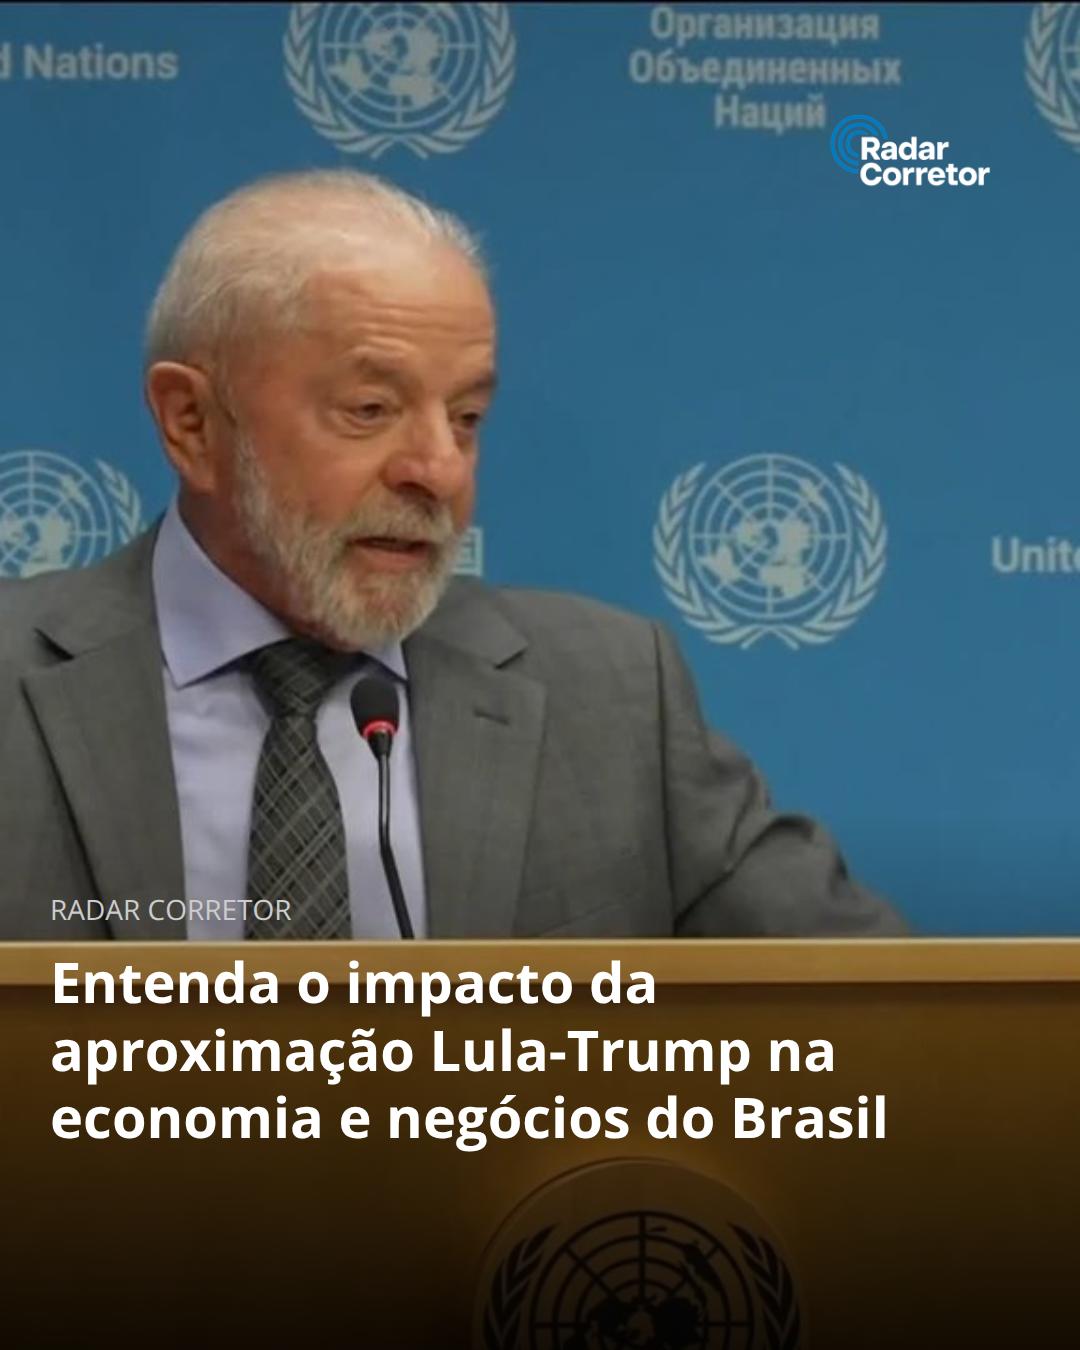 d Nations
Организация
Объединенных
Наций
Radar
Corretor
国
Unite
RADAR CORRETOR
Entenda o impacto da
aproximação Lula-Trump na
economia e negócios do Brasil